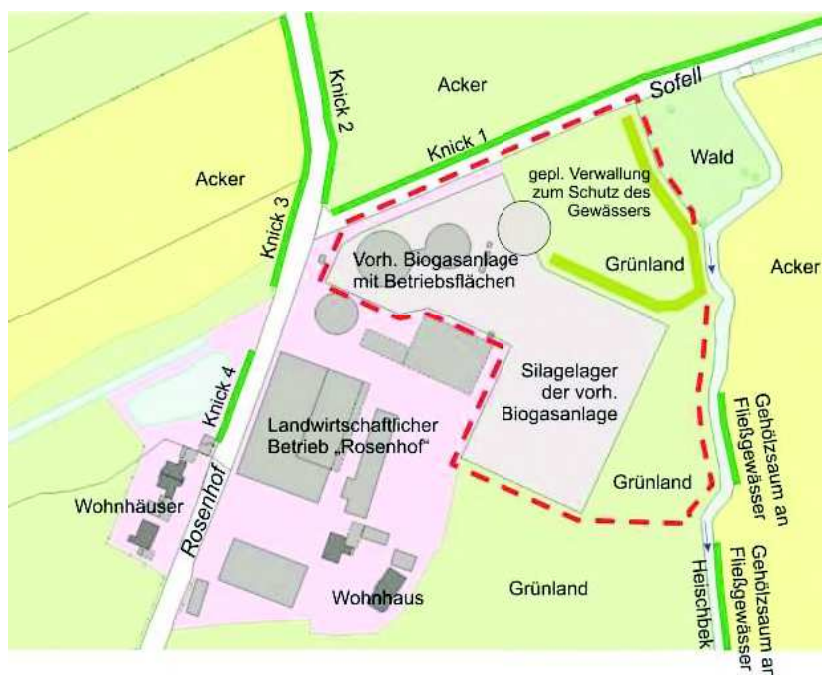 Knick 2
Acker
Sofell
Knick 1
Wald
gepl. Verwallung
zum Schutz des
Gewässers
Acker
Knick 3
Vorh. Biogasanlage
mit Betriebsflächen
Grünland
Acker
Silagelager
der vorh.
Biogasanlage
Knick 4
Landwirtschaftlicher
Betrieb „Rosenhof“
Gehölzsaum an
Fließgewässer
Grünland
Wohnhäuser
Rosenhof
Wohnhaus
Grünland
Heischbek
Gehölzsaum an
Fließgewässer